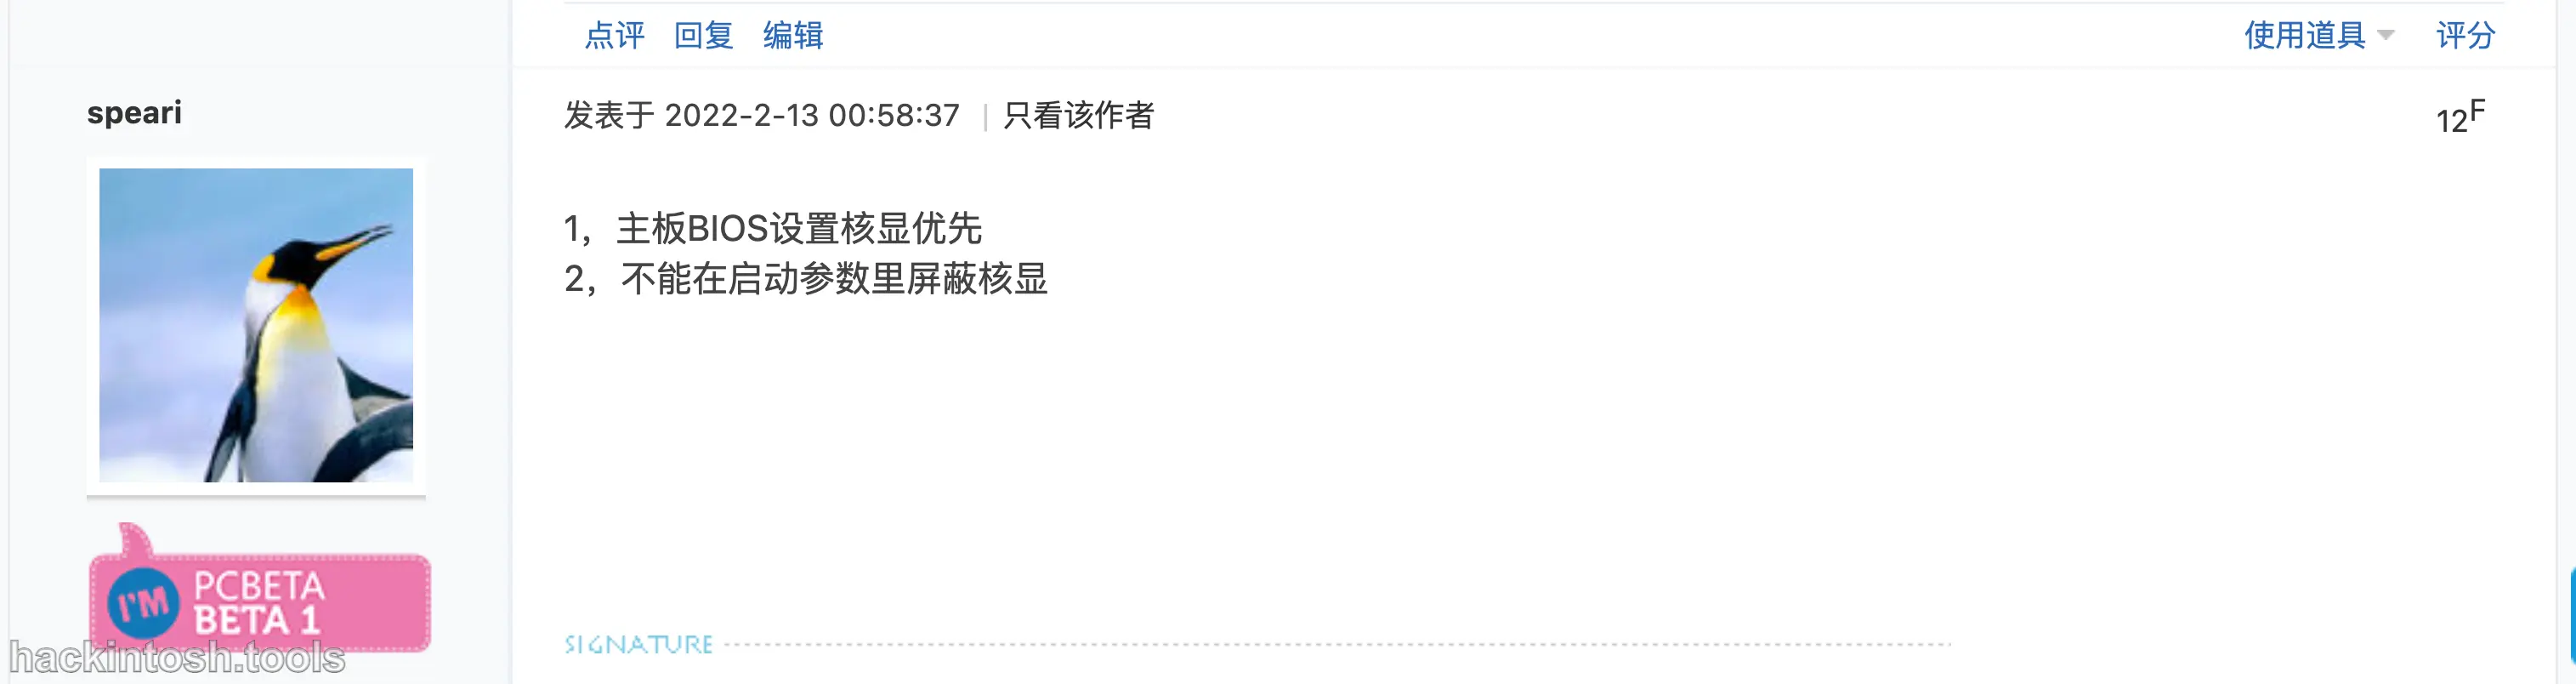 点评 回复 编辑 使用道具 评分
speari
发表于 2022-2-13 00:58:37 | 只看该作者 12F
1，主板BIOS设置核显优先
2，不能在启动参数里屏蔽核显
I'M PCBETA
BETA 1
hackintosh.tools
SIGNATURE